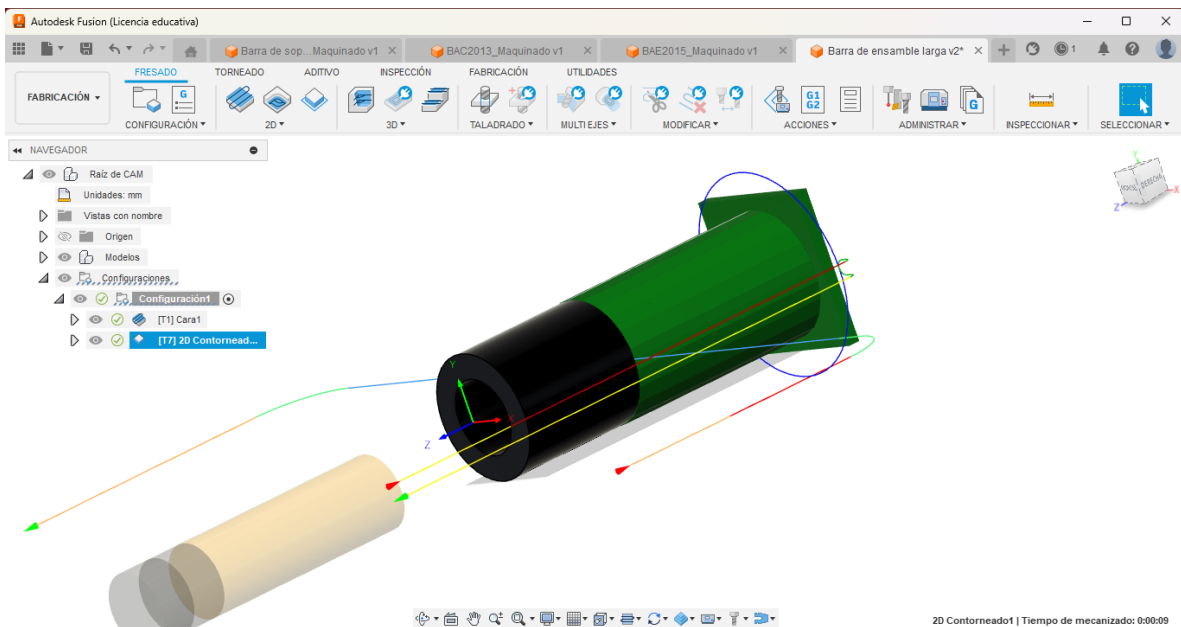 Autodesk Fusion (Licencia educativa)
Barra de sop...Maquinado v1
BAC2013_Maquinado v1
BAE2015_Maquinado v1
Barra de ensamble larga v2*
1
FRESADO TORNEADO ADITIVO INSPECCIÓN FABRICACIÓN UTILIDADES
FABRICACIÓN
G
G1
G2
G
CONFIGURACIÓN 2D 3D TALADRADO MULTI EJES MODIFICAR ACCIONES ADMINISTRAR INSPECCIONAR SELECCIONAR
NAVEGADOR
Raíz de CAM
Unidades: mm
Vistas con nombre
Origen
Modelos
Configuraciones
Configuración1
[T1] Cara1
[T7] 2D Contornead...
Y
X
Z
Y
Z
X
2D Contorneado1 | Tiempo de mecanizado: 0:00:09